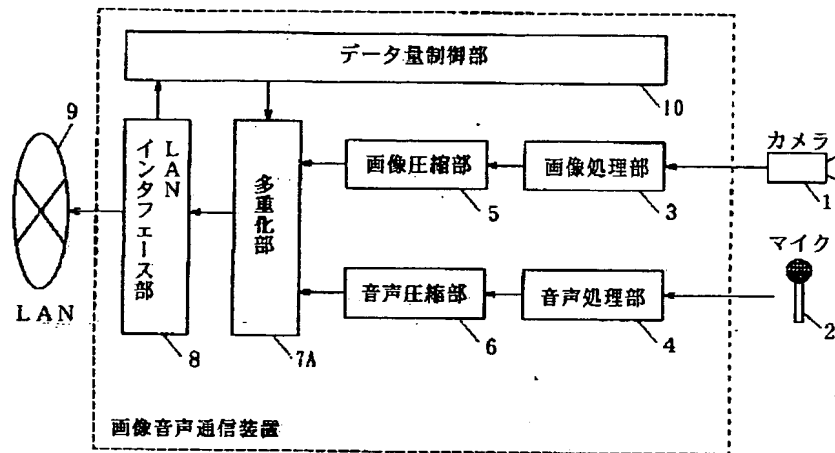 データ量制御部
10
9
LAN
インタフェース部
多重化部
画像圧縮部
画像処理部
カメラ
5
3
1
マイク
音声圧縮部
音声処理部
LAN
8
7A
6
4
2
画像音声通信装置